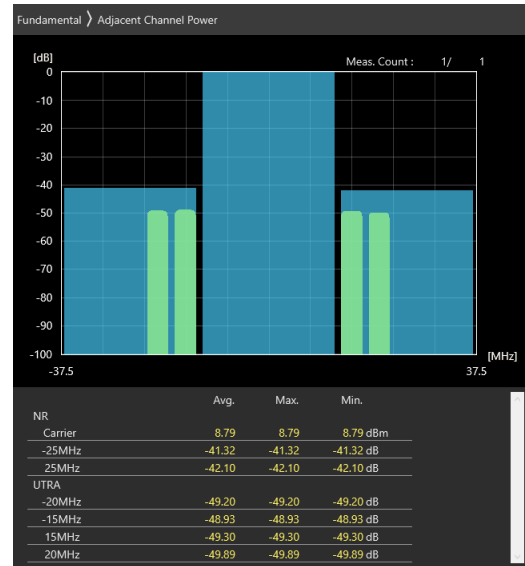 Fundamental 〉 Adjacent Channel Power
[dB] Meas. Count : 1/ 1
0
-10
-20
-30
-40
-50
-60
-70
-80
-90
-100 [MHz]
-37.5 37.5
Avg. Max. Min.
NR
Carrier 8.79 8.79 8.79 dBm
-25MHz -41.32 -41.32 -41.32 dB
25MHz -42.10 -42.10 -42.10 dB
UTRA
-20MHz -49.20 -49.20 -49.20 dB
-15MHz -48.93 -48.93 -48.93 dB
15MHz -49.30 -49.30 -49.30 dB
20MHz -49.89 -49.89 -49.89 dB